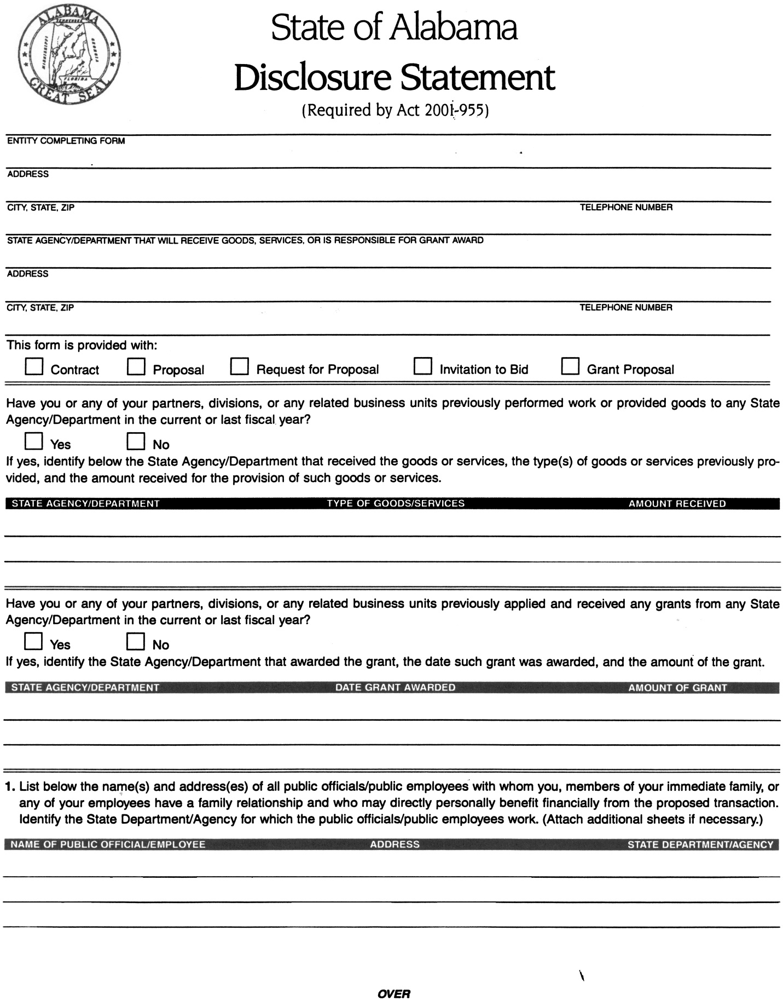 ALABAMA
TENNESSEE
MISSISSIPPI
GEORGIA
FLORIDA
GREAT SEAL
State of Alabama
Disclosure Statement
(Required by Act 2001-955)
ENTITY COMPLETING FORM
ADDRESS
CITY, STATE, ZIP TELEPHONE NUMBER
STATE AGENCY/DEPARTMENT THAT WILL RECEIVE GOODS, SERVICES, OR IS RESPONSIBLE FOR GRANT AWARD
ADDRESS
CITY, STATE, ZIP TELEPHONE NUMBER
This form is provided with:
Contract Proposal Request for Proposal Invitation to Bid Grant Proposal
Have you or any of your partners, divisions, or any related business units previously performed work or provided goods to any State
Agency/Department in the current or last fiscal year?
Yes No
If yes, identify below the State Agency/Department that received the goods or services, the type(s) of goods or services previously pro-
vided, and the amount received for the provision of such goods or services.
STATE AGENCY/DEPARTMENT TYPE OF GOODS/SERVICES AMOUNT RECEIVED
Have you or any of your partners, divisions, or any related business units previously applied and received any grants from any State
Agency/Department in the current or last fiscal year?
Yes No
If yes, identify the State Agency/Department that awarded the grant, the date such grant was awarded, and the amount of the grant.
STATE AGENCY/DEPARTMENT DATE GRANT AWARDED AMOUNT OF GRANT
1. List below the name(s) and address(es) of all public officials/public employees with whom you, members of your immediate family, or
any of your employees have a family relationship and who may directly personally benefit financially from the proposed transaction.
Identify the State Department/Agency for which the public officials/public employees work. (Attach additional sheets if necessary.)
NAME OF PUBLIC OFFICIAL/EMPLOYEE ADDRESS STATE DEPARTMENT/AGENCY
OVER